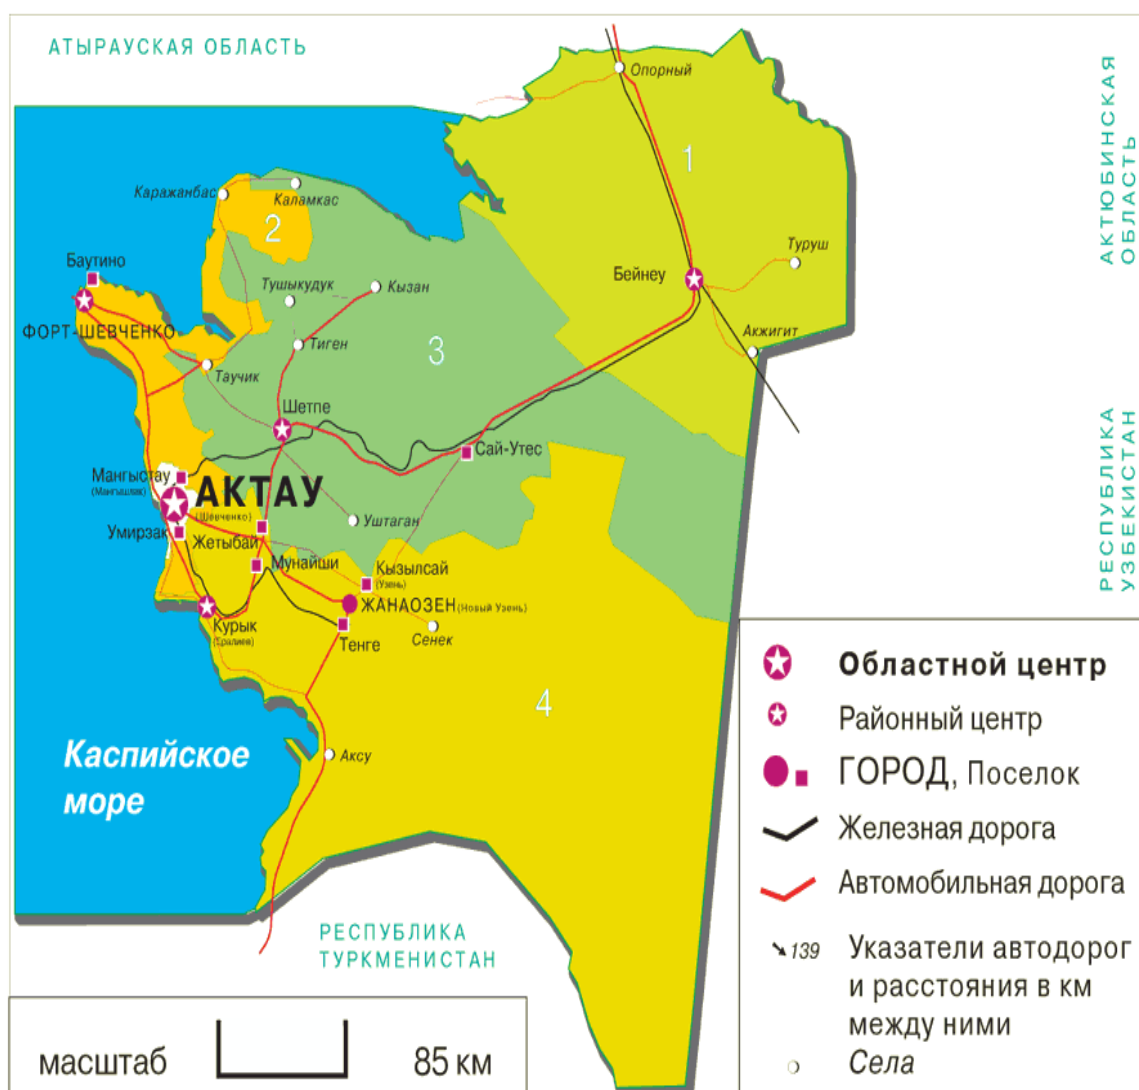 АТЫРАУСКАЯ ОБЛАСТЬ
АКТЮБИНСКАЯ
ОБЛАСТЬ
Опорный
1
Каражанбас
Каламкас
2
Туруш
Баутино
Бейнеу
Тушыкудук
Кызан
ФОРТ-ШЕВЧЕНКО
Акжигит
Тиген
3
Таучик
Шетпе
РЕСПУБЛИКА
УЗБЕКИСТАН
Сай-Утес
Мангыстау
(Мангышлак)
АКТАУ
(Шевченко)
Уштаган
Умирзак
Жетыбай
Мунайши
Кызылсай
(Узень)
ЖАНАОЗЕН (Новый Узень)
Курык
(Ералиев)
Тенге
Сенек
4
Аксу
Каспийское
море
РЕСПУБЛИКА
ТУРКМЕНИСТАН
Областной центр
Районный центр
ГОРОД, Поселок
Железная дорога
Автомобильная дорога
139 Указатели автодорог
и расстояния в км
между ними
Села
масштаб 85 км